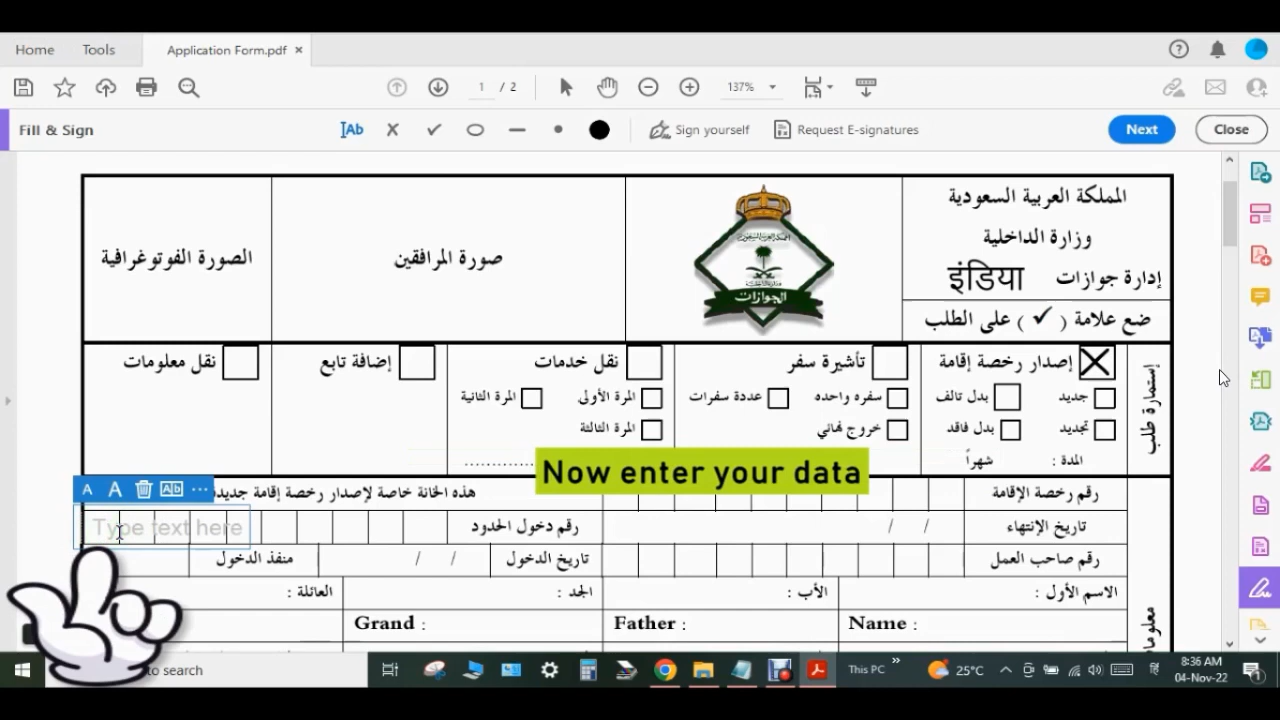 Home Tools Application Form.pdf ×
1 / 2 137%
Fill & Sign Ab Sign yourself Request E-signatures Next Close
المملكة العربية السعودية
وزارة الداخلية
إدارة جوازات इंडिया
ضع علامة ( ✓ ) على الطلب
الجوازات
صورة المرافقين
الصورة الفوتوغرافية
إستمارة طلب
إصدار رخصة إقامة تأشيرة سفر نقل خدمات إضافة تابع نقل معلومات
جديد بدل تالف سفره واحده عددة سفرات المرة الأولى المرة الثانية
تجديد بدل فاقد خروج نهائي المرة الثالثة
المدة : شهراً
Now enter your data
A A Ab ...
رقم رخصة الإقامة هذه الخانة خاصة لإصدار رخصة إقامة جديدة
تاريخ الإنتهاء / / رقم دخول الحدود
Type text here
رقم صاحب العمل تاريخ الدخول / / منفذ الدخول
الاسم الأول : الأب : الجد : العائلة :
Grand : Father : Name :
to search This PC » 25°C 8:36 AM
04-Nov-22